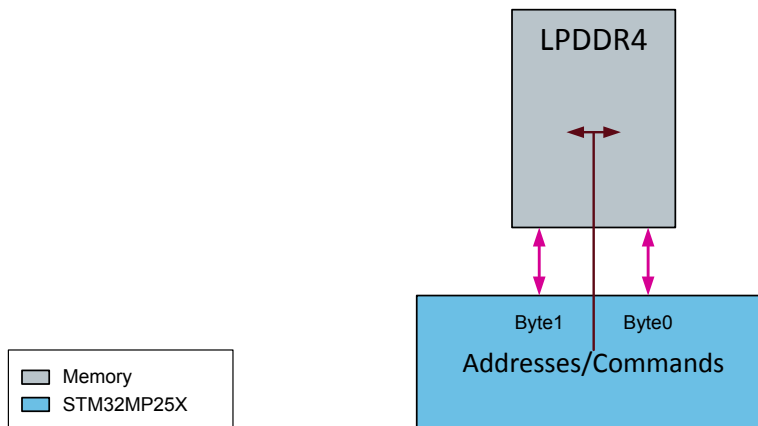 LPDDR4
Byte1
Byte0
Addresses/Commands
Memory
STM32MP25X